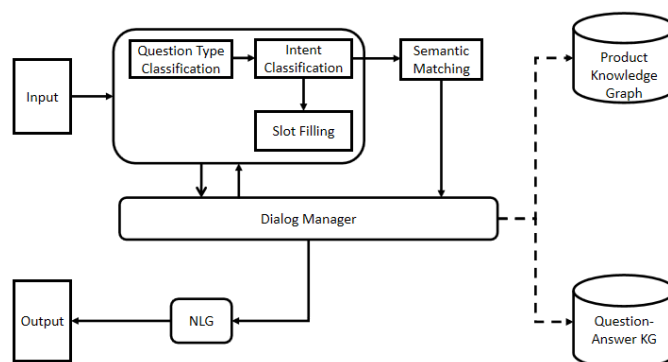 Question Type
Classification
Intent
Classification
Semantic
Matching
Product
Knowledge
Graph
Input
Slot Filling
Dialog Manager
Output
NLG
Question-
Answer KG